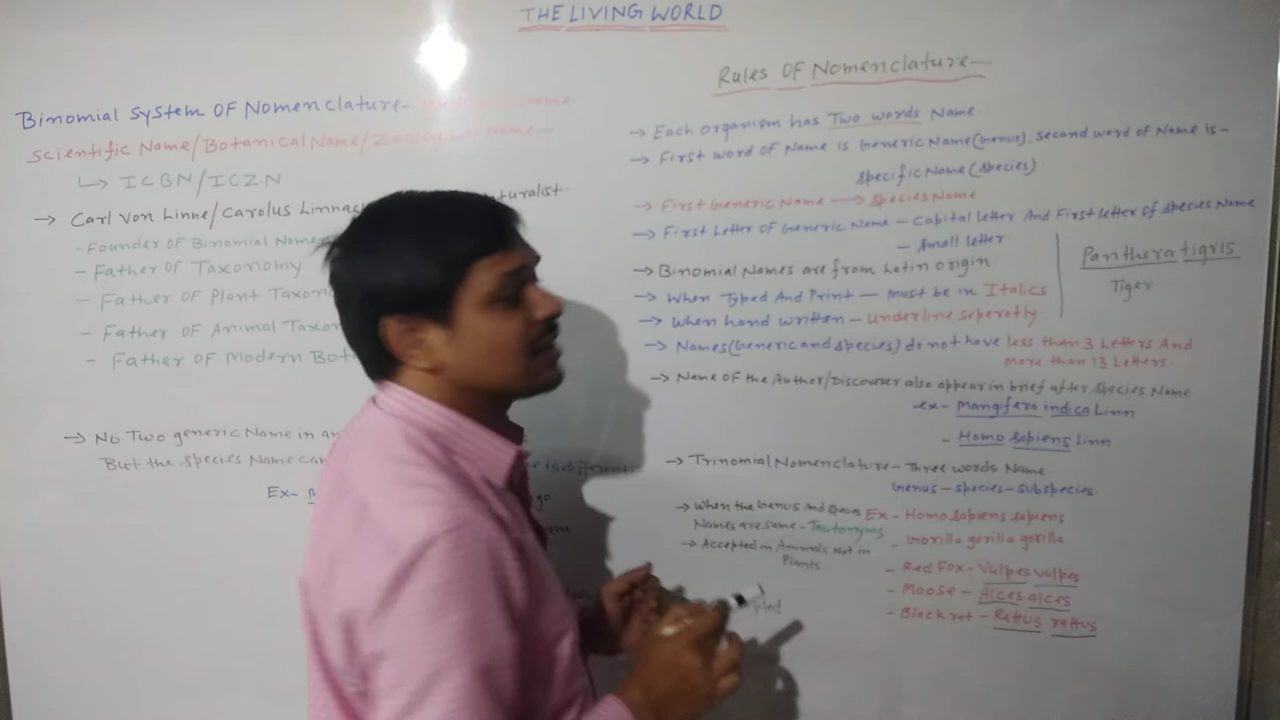 THE LIVING WORLD
Binomial System OF Nomenclature-
Scientific Name/Botanical Name/Zoological Name-
↳ ICBN/ICZN
→ Carl Von Linne/Carolus
- Founder OF Binomial
- Father OF Taxonomy
- Father OF Plant
- Father OF Animal
- Father OF Modern
→ No Two generic Name in
But the species Name
is different.
Ex-
Rules OF Nomenclature-
→ Each organism has Two words Name
→ First word of Name is Generic Name(Genus), second word of Name is-
specific Name (species)
→ First Generic Name → species Name
→ First Letter of Generic Name - Capital letter And First letter of species Name
- small letter
→ Binomial Names are from Latin origin
→ When Typed And Print - must be in Italics
→ When hand written - underline seperatly
→ Names(Generic and species) do not have less than 3 Letters And
more than 13 Letters.
Panthera tigris
Tiger
→ Name OF the Author/Discoverer also appear in brief after species Name
ex- Mangifera indica Linn
- Homo sapiens Linn
→ Trinomial Nomenclature - Three words Name.
Genus - species - subspecies.
Ex - Homo sapiens sapiens
- Gorilla gorilla gorilla
→ When the Genus and species
Names are same - Tautonyms
→ Accepted in Animals Not in
Plants.
- Red Fox - Vulpes vulpes
- Moose - Alces alces
- Black rat - Rattus rattus